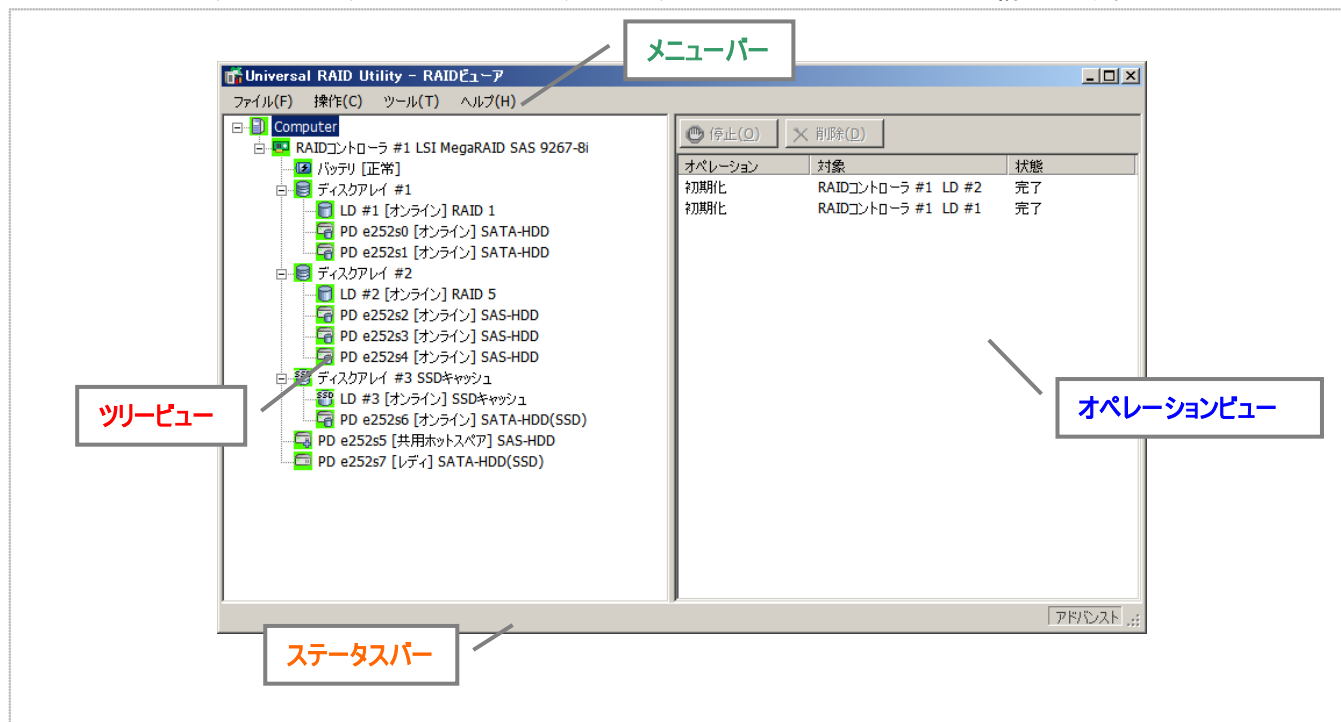 メニューバー
Universal RAID Utility - RAIDビューア
ファイル(F) 操作(C) ツール(T) ヘルプ(H)
Computer
RAIDコントローラ #1 LSI MegaRAID SAS 9267-8i
バッテリ [正常]
ディスクアレイ #1
LD #1 [オンライン] RAID 1
PD e252s0 [オンライン] SATA-HDD
PD e252s1 [オンライン] SATA-HDD
ディスクアレイ #2
LD #2 [オンライン] RAID 5
PD e252s2 [オンライン] SAS-HDD
PD e252s3 [オンライン] SAS-HDD
PD e252s4 [オンライン] SAS-HDD
ディスクアレイ #3 SSDキャッシュ
LD #3 [オンライン] SSDキャッシュ
PD e252s6 [オンライン] SATA-HDD(SSD)
PD e252s5 [共用ホットスペア] SAS-HDD
PD e252s7 [レディ] SATA-HDD(SSD)
停止(O) 削除(D)
オペレーション 対象 状態
初期化 RAIDコントローラ #1 LD #2 完了
初期化 RAIDコントローラ #1 LD #1 完了
ツリービュー
オペレーションビュー
アドバンスト
ステータスバー